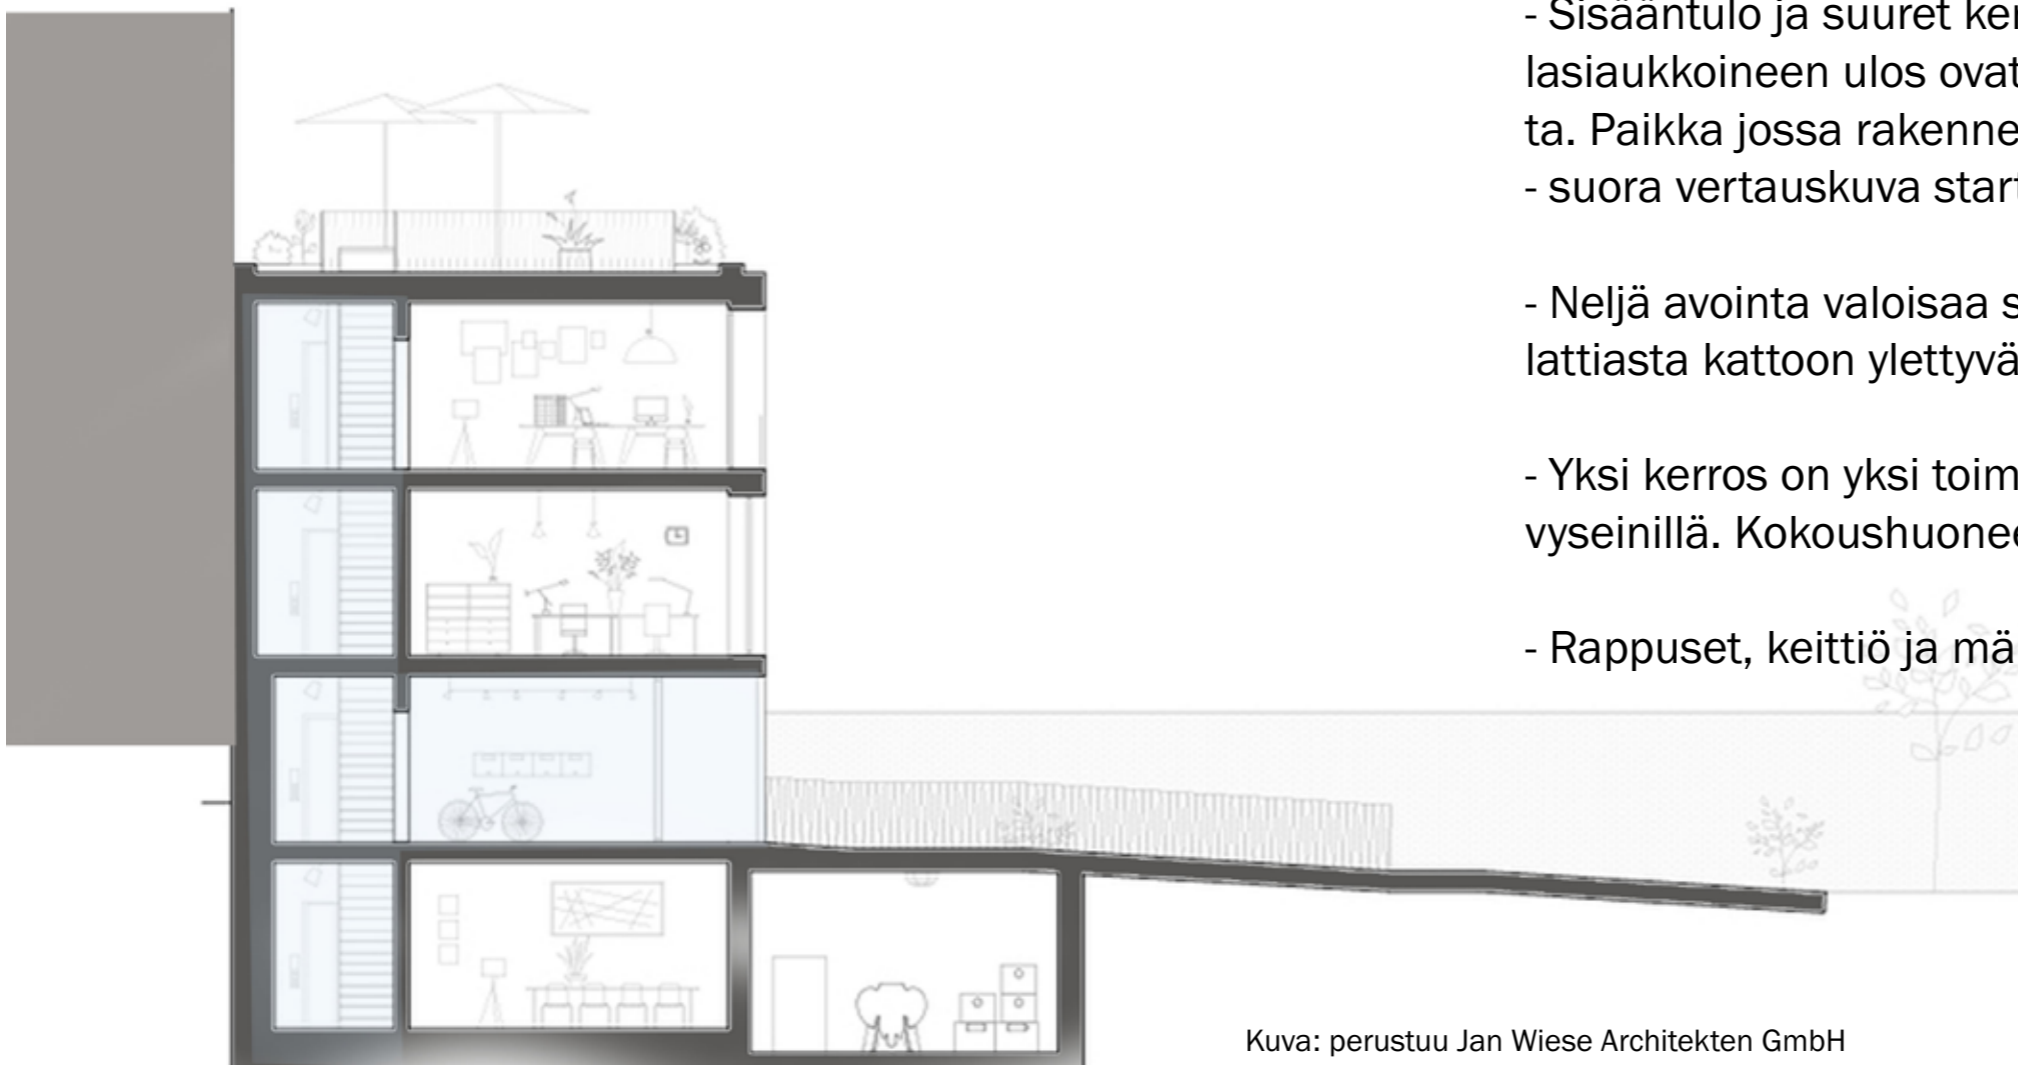 - Sisääntulo ja suuret ker
lasiaukkoineen ulos ovat
ta. Paikka jossa rakenne
- suora vertauskuva start
- Neljä avointa valoisaa s
lattiasta kattoon ylettyvä
- Yksi kerros on yksi toim
vyseinillä. Kokoushuonee
- Rappuset, keittiö ja mä
Kuva: perustuu Jan Wiese Architekten GmbH